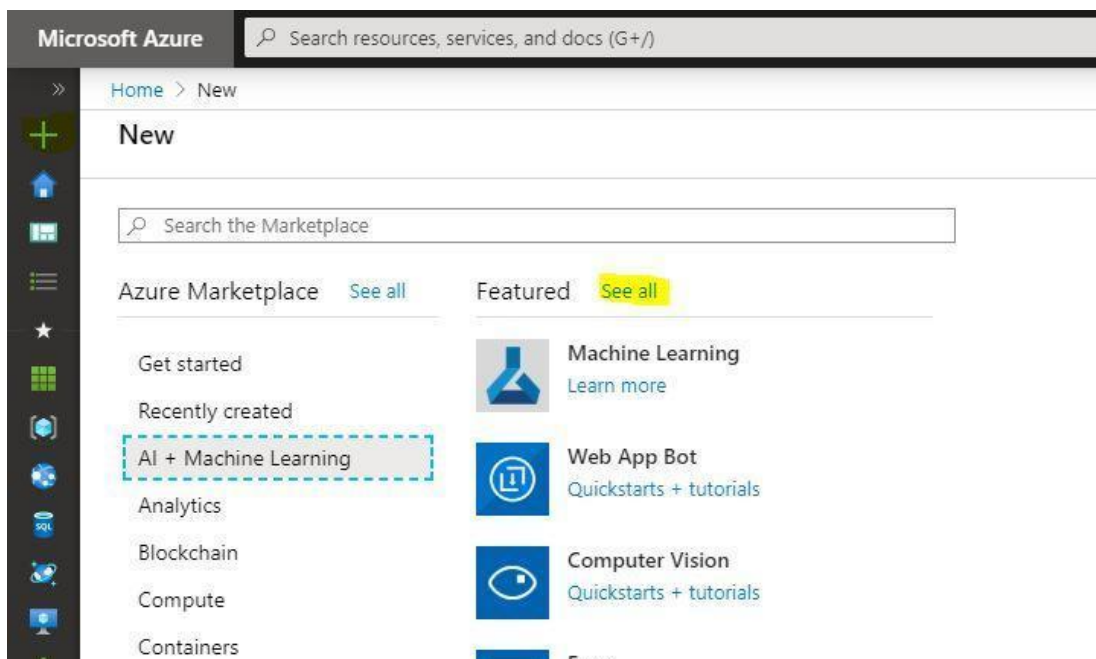 Microsoft Azure
Search resources, services, and docs (G+/)
»
Home > New
New
Search the Marketplace
Azure Marketplace See all
Featured See all
Get started
Recently created
AI + Machine Learning
Analytics
Blockchain
Compute
Containers
Machine Learning
Learn more
Web App Bot
Quickstarts + tutorials
Computer Vision
Quickstarts + tutorials
SQL